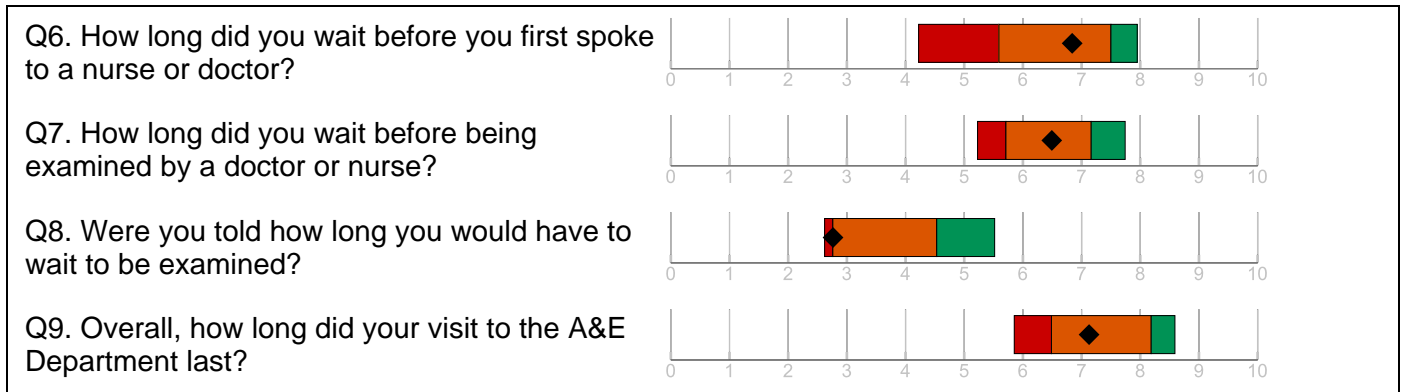 Q6. How long did you wait before you first spoke
to a nurse or doctor?
0 1 2 3 4 5 6 7 8 9 10
Q7. How long did you wait before being
examined by a doctor or nurse?
0 1 2 3 4 5 6 7 8 9 10
Q8. Were you told how long you would have to
wait to be examined?
0 1 2 3 4 5 6 7 8 9 10
Q9. Overall, how long did your visit to the A&E
Department last?
0 1 2 3 4 5 6 7 8 9 10